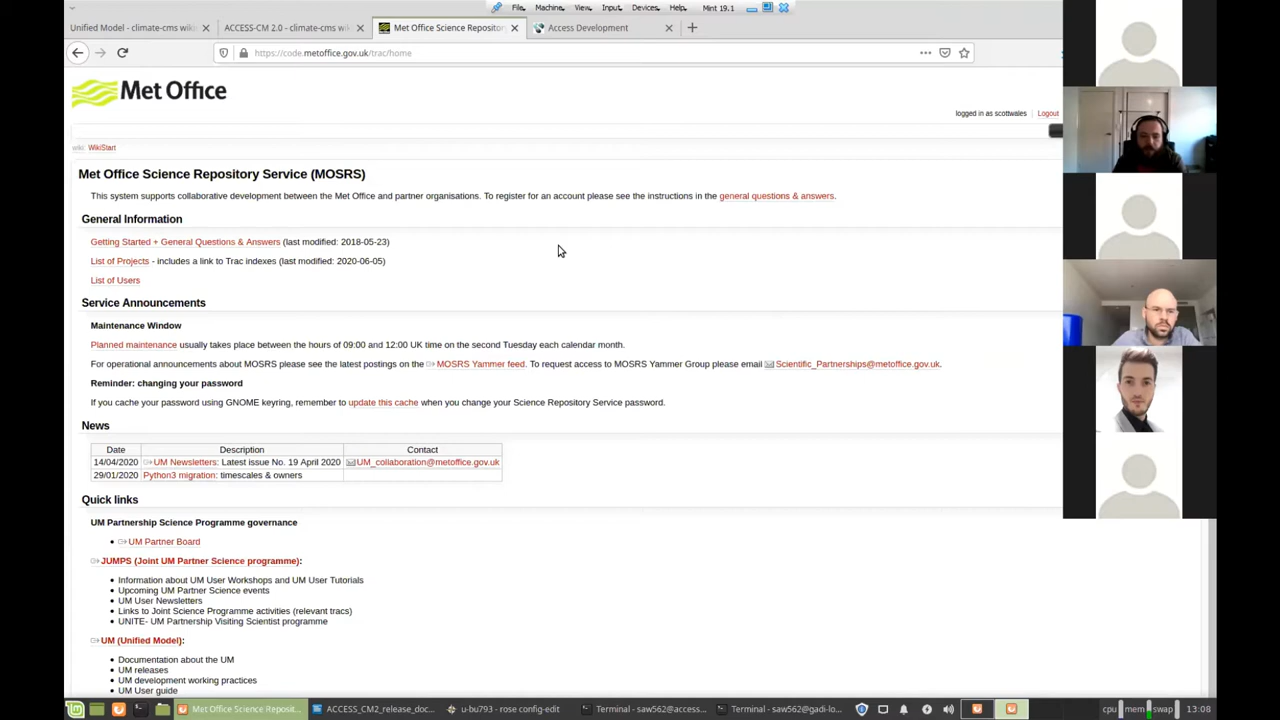 File Machine View Input Devices Help Mint 19.1
Unified Model - climate-cms wiki
ACCESS-CM 2.0 - climate-cms wi
Met Office Science Repository
Access Development
https://code.metoffice.gov.uk/trac/home
Met Office
logged in as scottwales Logout
wiki: WikiStart
Met Office Science Repository Service (MOSRS)
This system supports collaborative development between the Met Office and partner organisations. To register for an account please see the instructions in the general questions & answers.
General Information
Getting Started + General Questions & Answers (last modified: 2018-05-23)
List of Projects - includes a link to Trac indexes (last modified: 2020-06-05)
List of Users
Service Announcements
Maintenance Window
Planned maintenance usually takes place between the hours of 09:00 and 12:00 UK time on the second Tuesday each calendar month.
For operational announcements about MOSRS please see the latest postings on the MOSRS Yammer feed. To request access to MOSRS Yammer Group please email Scientific_Partnerships@metoffice.gov.uk.
Reminder: changing your password
If you cache your password using GNOME keyring, remember to update this cache when you change your Science Repository Service password.
News
Date Description Contact
14/04/2020 UM Newsletters: Latest issue No. 19 April 2020 UM_collaboration@metoffice.gov.uk
29/01/2020 Python3 migration: timescales & owners
Quick links
UM Partnership Science Programme governance
UM Partner Board
JUMPS (Joint UM Partner Science programme):
Information about UM User Workshops and UM User Tutorials
Upcoming UM Partner Science events
UM User Newsletters
Links to Joint Science Programme activities (relevant tracs)
UNITE- UM Partnership Visiting Scientist programme
UM (Unified Model):
Documentation about the UM
UM releases
UM development working practices
UM User guide
Met Office Science Reposit...
ACCESS_CM2_release_doc...
u-bu793 - rose config-edit
Terminal - saw562@access...
Terminal - saw562@gadi-lo...
cpu mem swap 13:08